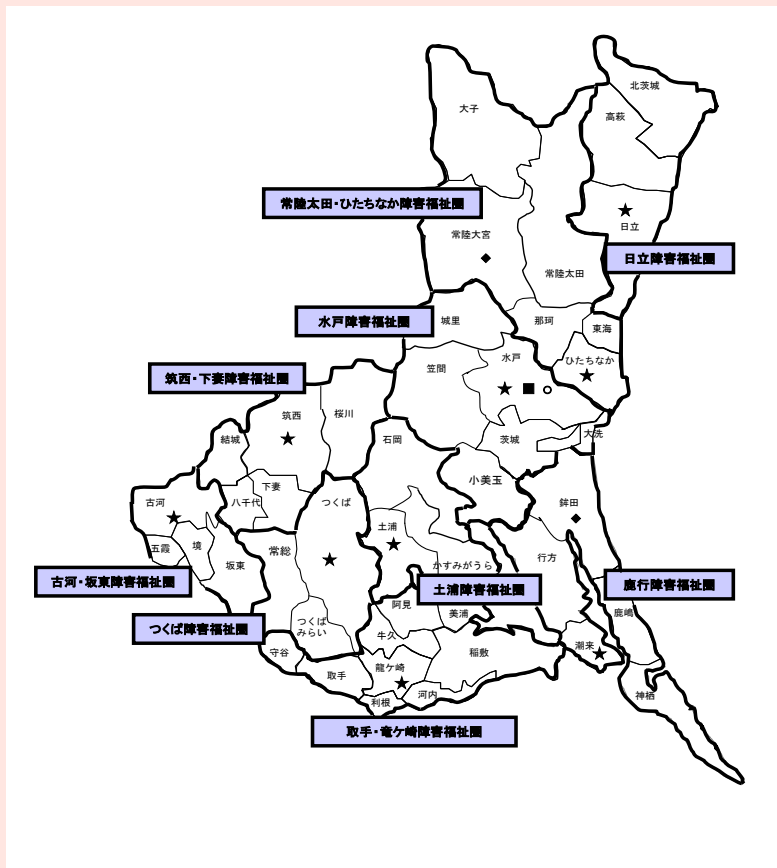 北茨城
大子
高萩
常陸太田・ひたちなか障害福祉圏
日立
常陸大宮
日立障害福祉圏
常陸太田
水戸障害福祉圏
城里
那珂
東海
水戸
ひたちなか
笠間
筑西・下妻障害福祉圏
筑西
桜川
結城
石岡
茨城
大洗
小美玉
下妻
八千代
つくば
古河
鉾田
土浦
五霞
境
坂東
常総
かすみがうら
行方
古河・坂東障害福祉圏
土浦障害福祉圏
鹿行障害福祉圏
阿見
美浦
鹿嶋
つくば障害福祉圏
つくば
みらい
牛久
守谷
取手
龍ケ崎
稲敷
潮来
利根
河内
神栖
取手・竜ケ崎障害福祉圏